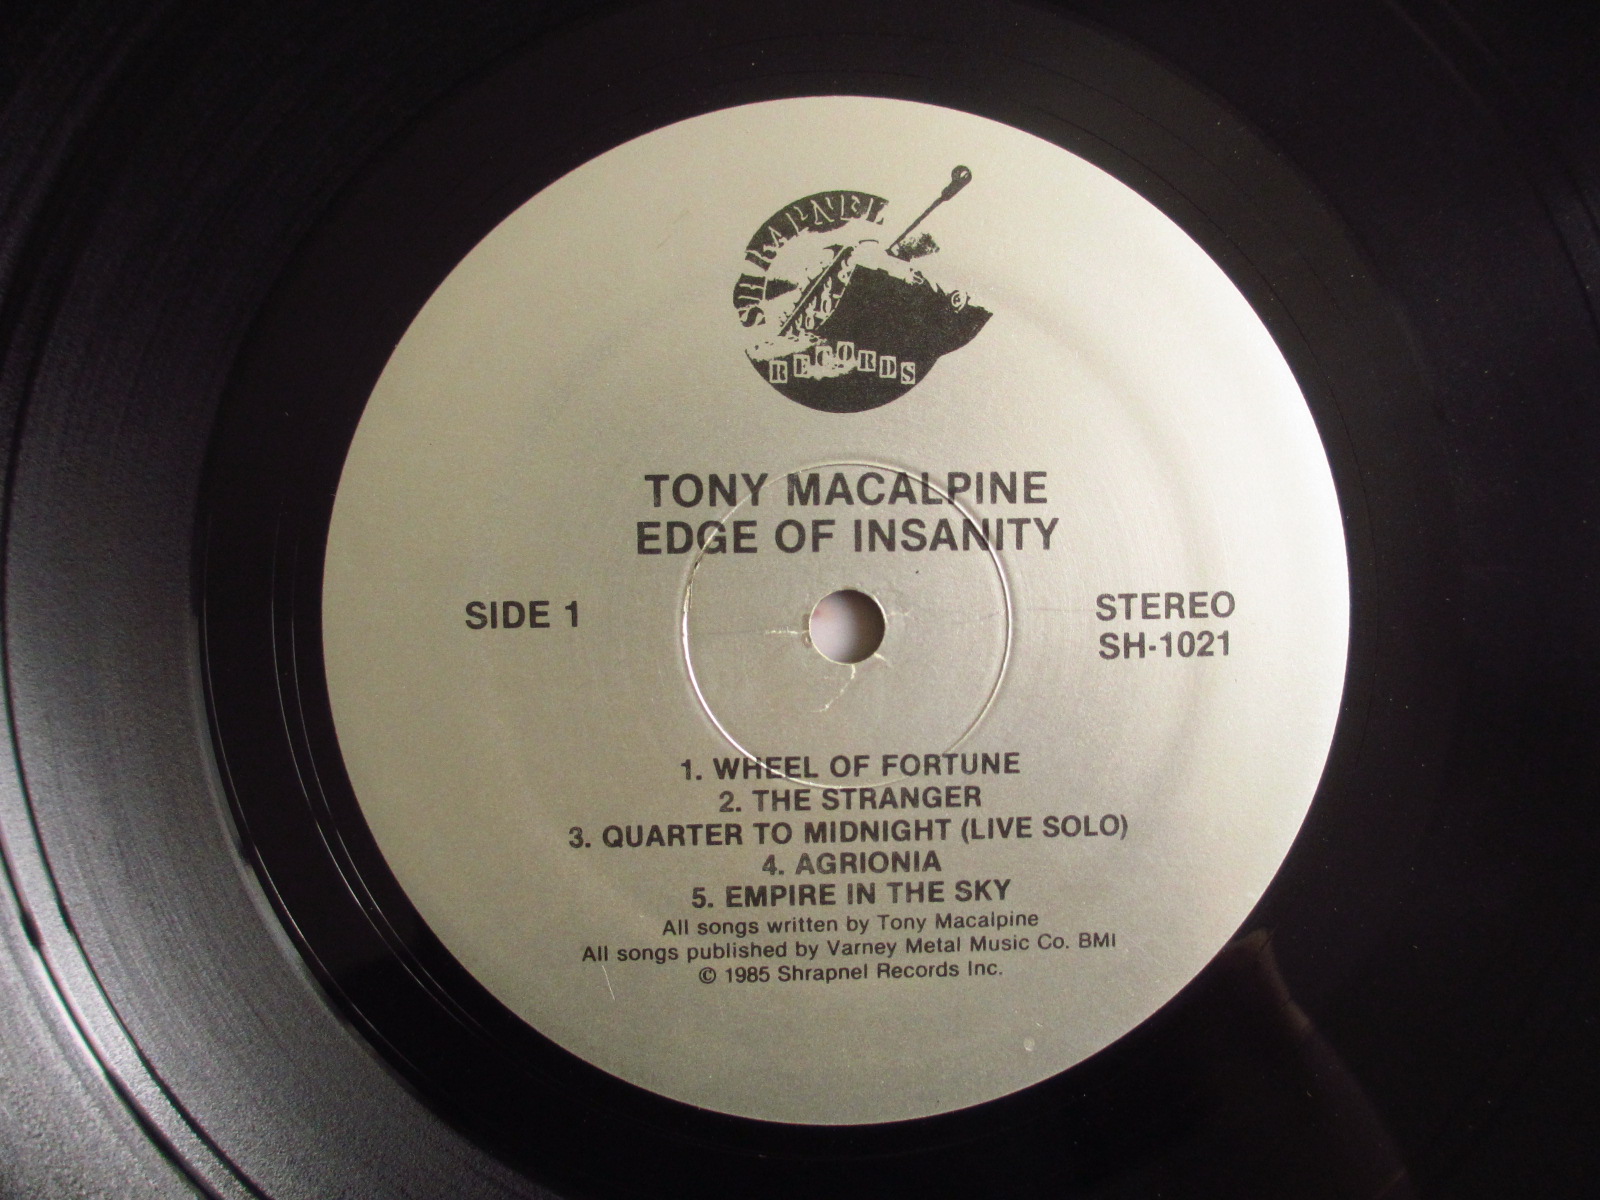 SHRAPNEL
RECORDS
TONY MACALPINE
EDGE OF INSANITY
SIDE 1
STEREO
SH-1021
1. WHEEL OF FORTUNE
2. THE STRANGER
3. QUARTER TO MIDNIGHT (LIVE SOLO)
4. AGRIONIA
5. EMPIRE IN THE SKY
All songs written by Tony Macalpine
All songs published by Varney Metal Music Co. BMI
© 1985 Shrapnel Records Inc.